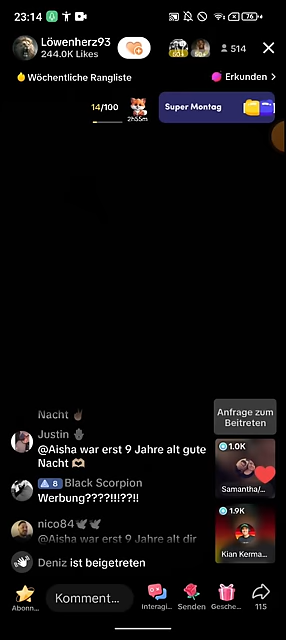 23:14
76
Löwenherz93
244.0K Likes
514
Wöchentliche Rangliste
Erkunden >
14/100
2h55m
Super Montag
Nacht
Justin
@Aisha war erst 9 Jahre alt gute
Nacht
8 Black Scorpion
Werbung????!!!??!!
nico84
@Aisha war erst 9 Jahre alt dir
Deniz ist beigetreten
Anfrage zum
Beitreten
1.0K
Samantha/...
1.9K
Kian Kerma...
Abonn...
Komment...
Interagi...
Senden
Gesche...
115